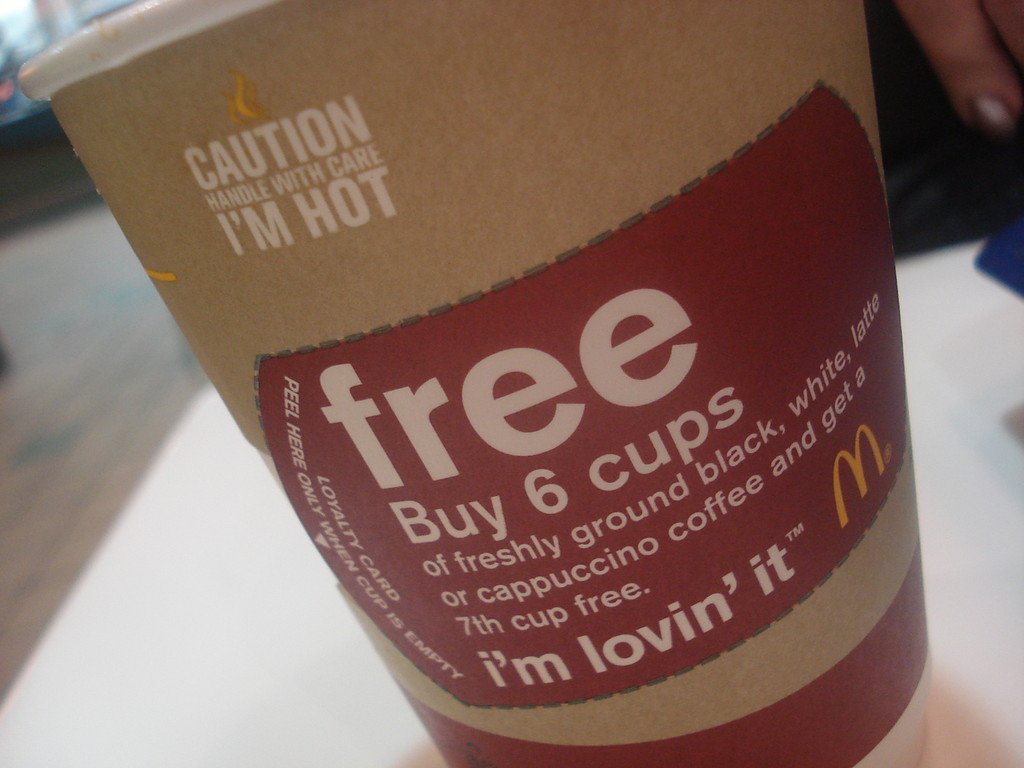 CAUTION
HANDLE WITH CARE
I'M HOT
free
Buy 6 cups
of freshly ground black, white, latte
or cappuccino coffee and get a
7th cup free.
i'm lovin' it™
M®
LOYALTY CARD
PEEL HERE ONLY WHEN CUP IS EMPTY